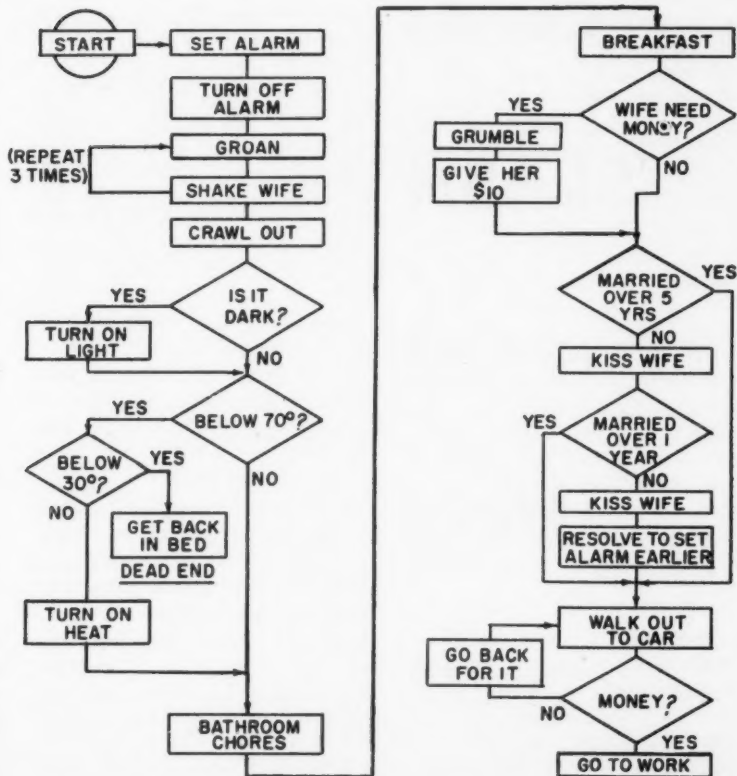 START
SET ALARM
TURN OFF
ALARM
(REPEAT
3 TIMES)
GROAN
SHAKE WIFE
CRAWL OUT
IS IT
DARK?
YES
TURN ON
LIGHT
NO
BELOW 70°?
YES
BELOW
30°?
YES
NO
NO
GET BACK
IN BED
DEAD END
TURN ON
HEAT
BATHROOM
CHORES
BREAKFAST
WIFE NEED
MONEY?
YES
GRUMBLE
GIVE HER
$10
NO
MARRIED
OVER 5
YRS
YES
NO
KISS WIFE
MARRIED
OVER 1
YEAR
YES
NO
KISS WIFE
RESOLVE TO SET
ALARM EARLIER
WALK OUT
TO CAR
GO BACK
FOR IT
MONEY?
NO
YES
GO TO WORK